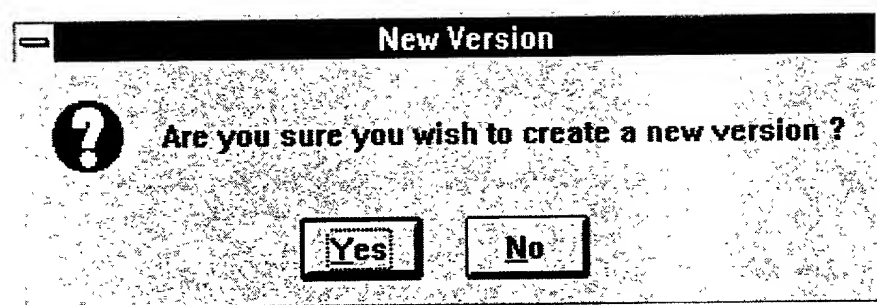 New Version
Are you sure you wish to create a new version ?
Yes
No